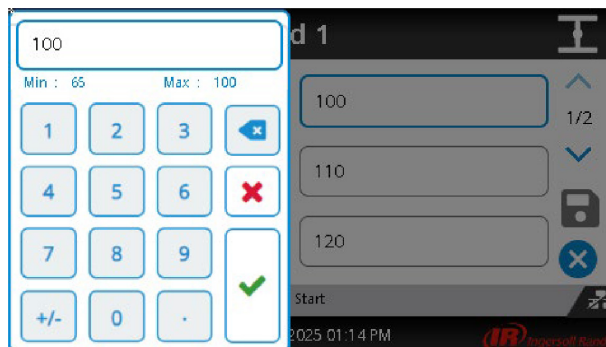 100
Min : 65 Max : 100
1 2 3
4 5 6
7 8 9
+/- 0 .
d 1
100
1/2
110
120
Start
2025 01:14 PM
IR Ingersoll Rand